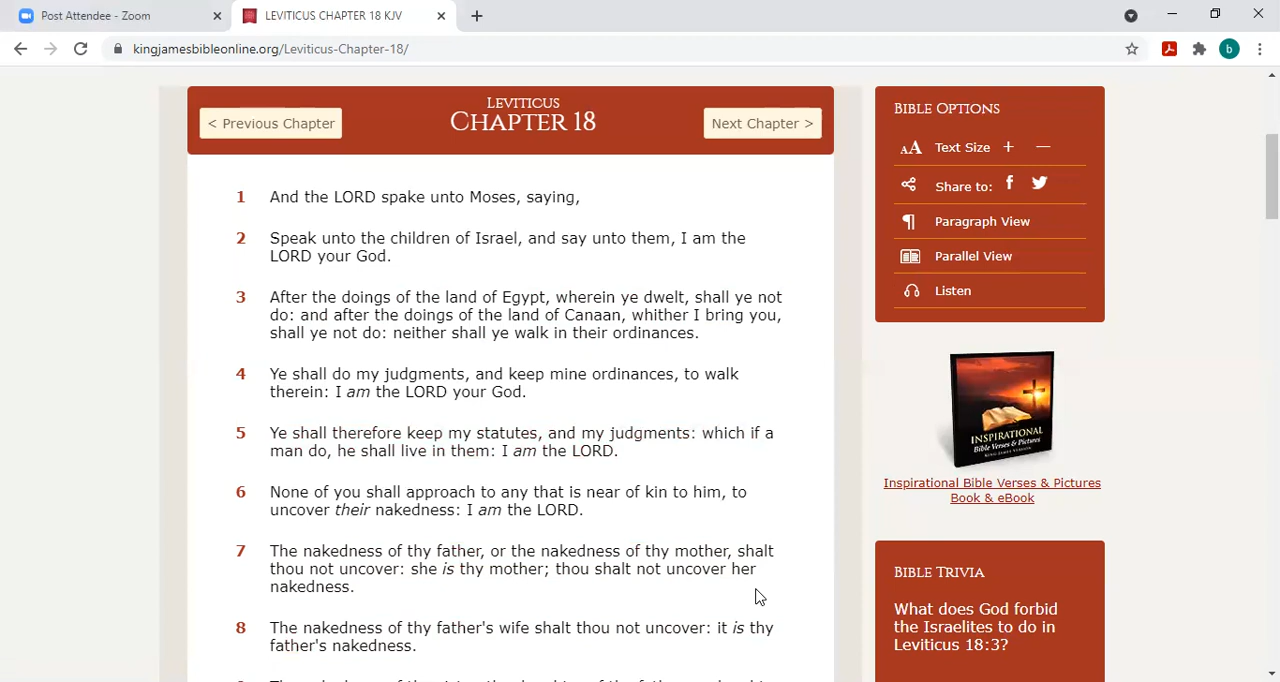 Post Attendee - Zoom
LEVITICUS CHAPTER 18 KJV
kingjamesbibleonline.org/Leviticus-Chapter-18/
b
< Previous Chapter
LEVITICUS
CHAPTER 18
Next Chapter >
1 And the LORD spake unto Moses, saying,
2 Speak unto the children of Israel, and say unto them, I am the
LORD your God.
3 After the doings of the land of Egypt, wherein ye dwelt, shall ye not
do: and after the doings of the land of Canaan, whither I bring you,
shall ye not do: neither shall ye walk in their ordinances.
4 Ye shall do my judgments, and keep mine ordinances, to walk
therein: I am the LORD your God.
5 Ye shall therefore keep my statutes, and my judgments: which if a
man do, he shall live in them: I am the LORD.
6 None of you shall approach to any that is near of kin to him, to
uncover their nakedness: I am the LORD.
7 The nakedness of thy father, or the nakedness of thy mother, shalt
thou not uncover: she is thy mother; thou shalt not uncover her
nakedness.
8 The nakedness of thy father's wife shalt thou not uncover: it is thy
father's nakedness.
BIBLE OPTIONS
AA Text Size + —
Share to:
Paragraph View
Parallel View
Listen
INSPIRATIONAL
Bible Verses & Pictures
KING JAMES VERSION
Inspirational Bible Verses & Pictures
Book & eBook
BIBLE TRIVIA
What does God forbid
the Israelites to do in
Leviticus 18:3?